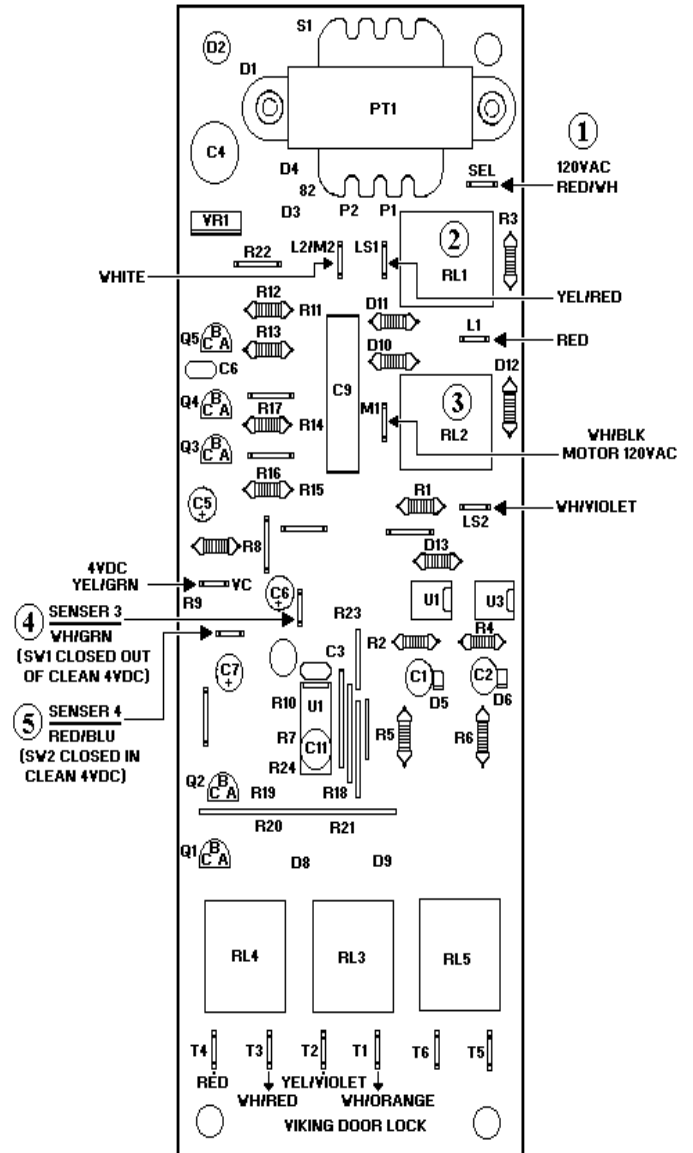 S1
D2
D1
PT1
1
C4
D4
82
D3
P2
P1
SEL
120VAC
RED/WH
VR1
R3
R22
L2/M2
LS1
2
RL1
WHITE
YEL/RED
R12
R11
D11
Q5
B
C A
R13
D10
L1
RED
C6
C9
D12
Q4
B
C A
R17
R14
M1
3
RL2
Q3
B
C A
WH/BLK
MOTOR 120VAC
R16
R15
R1
C5
+
LS2
WH/VIOLET
R8
D13
4VDC
YEL/GRN
VC
R9
C6
+
U1
U3
R23
4
SENSER 3
WH/GRN
(SW1 CLOSED OUT
OF CLEAN 4VDC)
R2
R4
C3
C7
+
C1
C2
D5
D6
R10
U1
5
SENSER 4
RED/BLU
(SW2 CLOSED IN
CLEAN 4VDC)
R7
C11
R5
R6
R24
Q2
B
C A
R19
R18
R20
R21
Q1
B
C A
D8
D9
RL4
RL3
RL5
T4
T3
T2
T1
T6
T5
RED
YEL/VIOLET
WH/RED
WH/ORANGE
VIKING DOOR LOCK